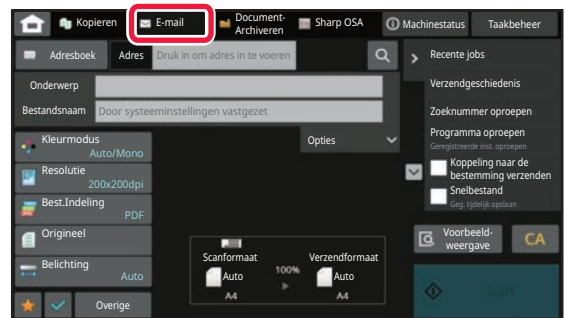 Kopieren
E-mail
Document-
Archiveren
Sharp OSA
Machinestatus
Taakbeheer
Adresboek
Adres
Druk in om adres in te voeren
Recente jobs
Onderwerp
Verzendgeschiedenis
Bestandsnaam
Door systeeminstellingen vastgezet
Zoeknummer oproepen
Kleurmodus
Auto/Mono
Opties
Programma oproepen
Geregistreerde inst. oproepen
Resolutie
200x200dpi
Koppeling naar de
bestemming verzenden
Best.Indeling
PDF
Snelbestand
Geg. tijdelijk opslaan
Origineel
Voorbeeld-
weergave
CA
Belichting
Auto
Scanformaat
Auto
A4
100%
Verzendformaat
Auto
A4
Start
Overige